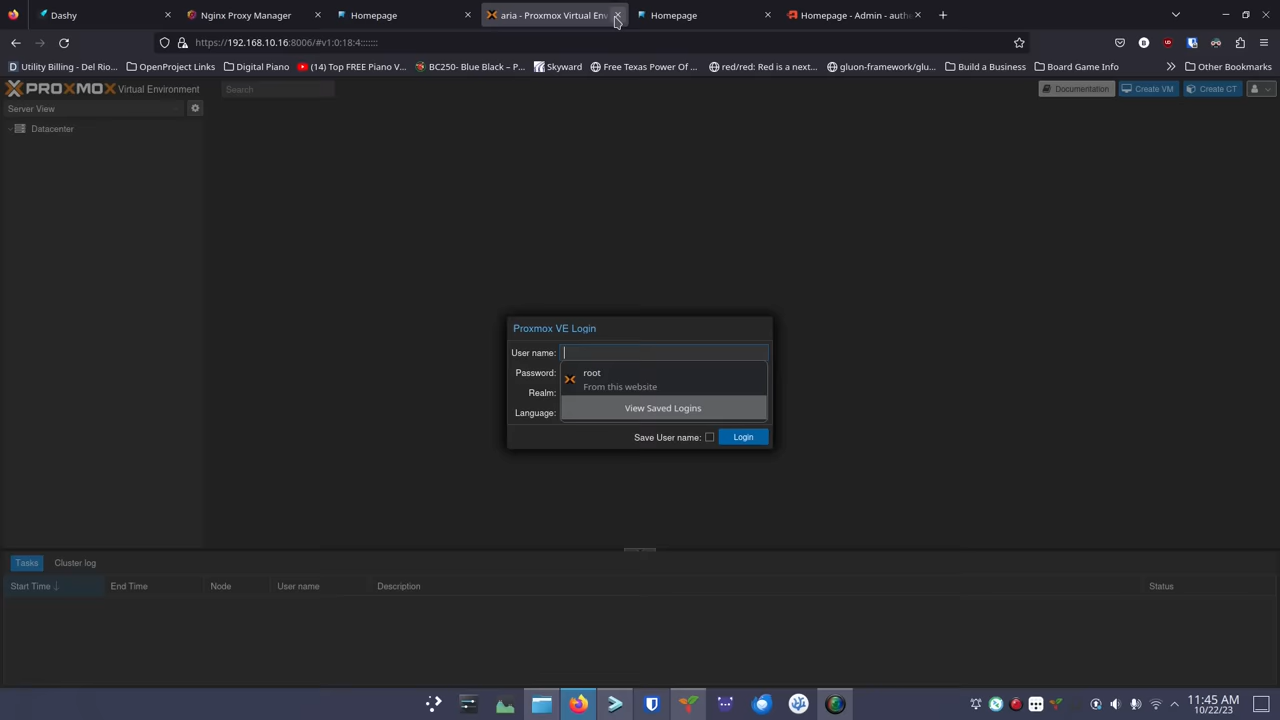 Dashy
Nginx Proxy Manager
Homepage
aria - Proxmox Virtual Env
Homepage
Homepage - Admin - auth
https://192.168.10.16:8006/#v1:0:18:4:::::::
Utility Billing - Del Rio...
OpenProject Links
Digital Piano
(14) Top FREE Piano V...
BC250- Blue Black – P...
Skyward
Free Texas Power Of ...
red/red: Red is a next...
gluon-framework/glu...
Build a Business
Board Game Info
Other Bookmarks
PROXMOX Virtual Environment
Search
Documentation
Create VM
Create CT
Server View
Datacenter
Proxmox VE Login
User name:
Password:
root
From this website
Realm:
Language:
View Saved Logins
Save User name:
Login
Tasks
Cluster log
Start Time
End Time
Node
User name
Description
Status
11:45 AM
10/22/23